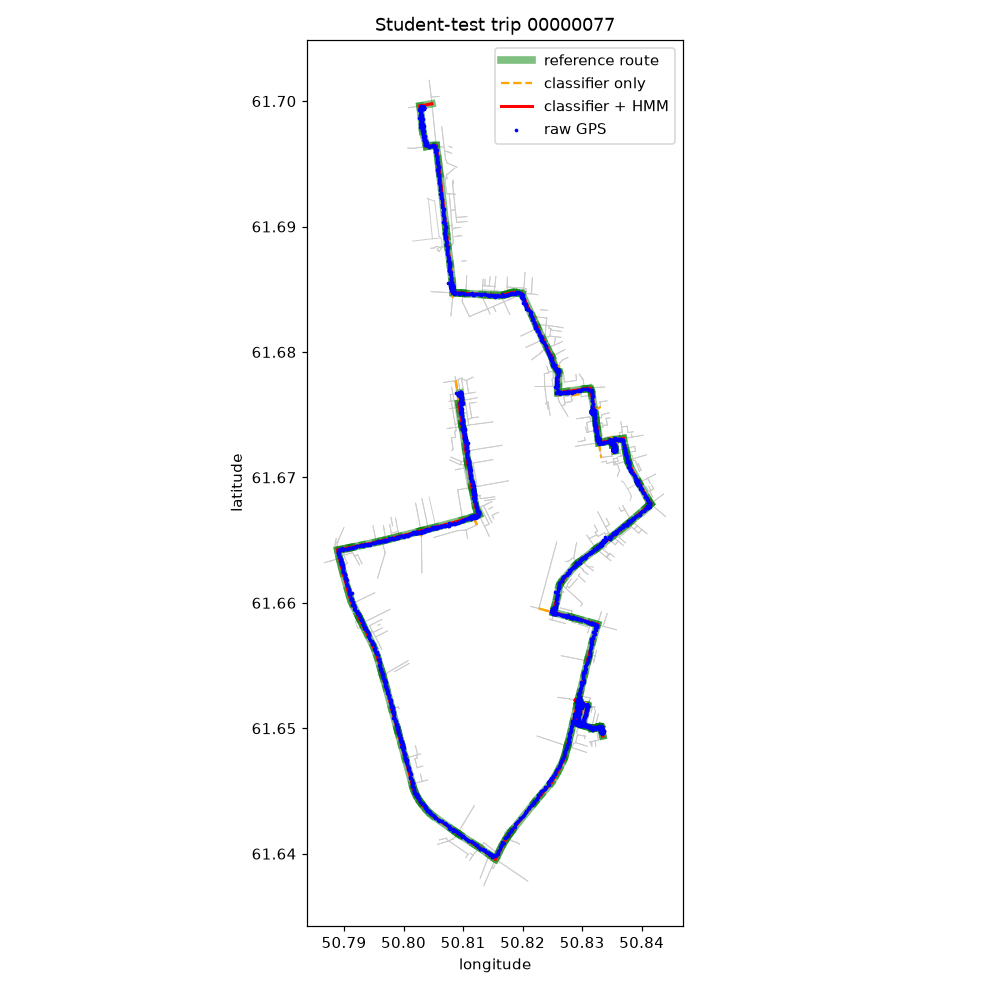 Student-test trip 00000077
reference route
classifier only
classifier + HMM
raw GPS
61.70
61.69
61.68
61.67
61.66
61.65
61.64
latitude
50.79 50.80 50.81 50.82 50.83 50.84
longitude